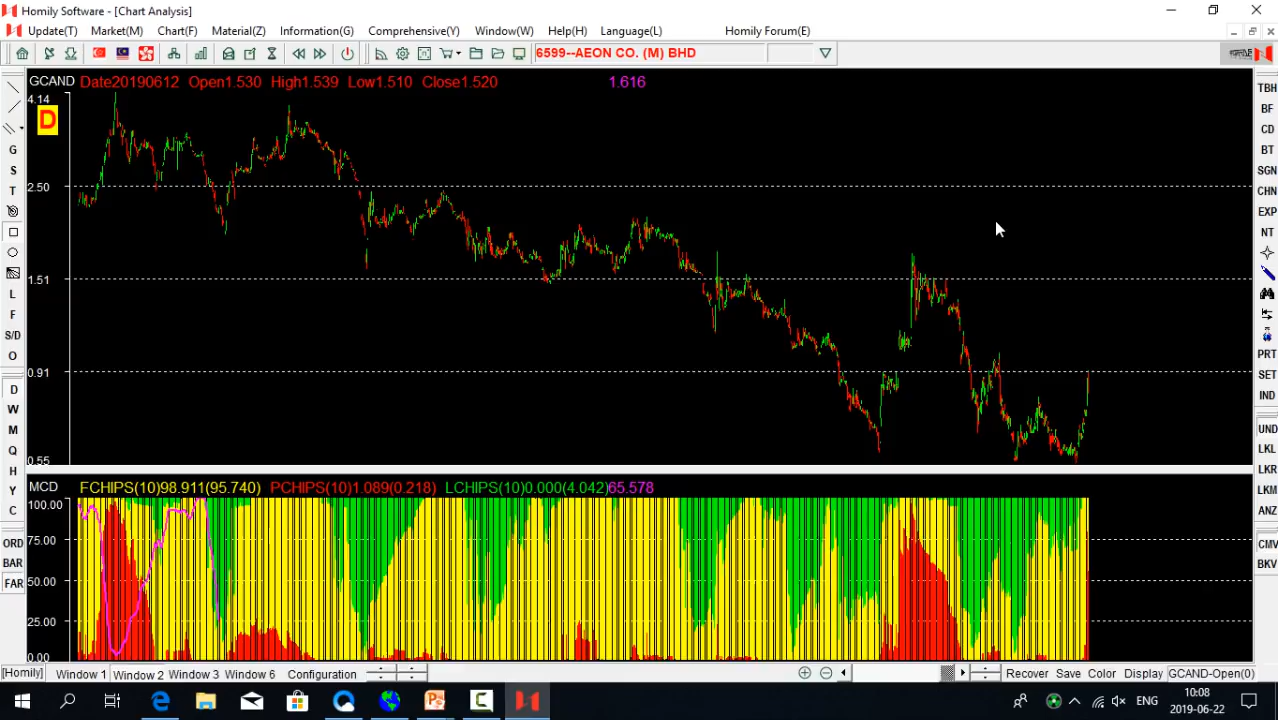 Homily Software - [Chart Analysis]
Update(T) Market(M) Chart(F) Material(Z) Information(G) Comprehensive(Y) Window(W) Help(H) Language(L) Homily Forum(E)
6599--AEON CO. (M) BHD
GCAND Date20190612 Open1.530 High1.539 Low1.510 Close1.520 1.616
4.14
D
2.50
1.51
0.91
0.55
MCD FCHIPS(10)98.911(95.740) PCHIPS(10)1.089(0.218) LCHIPS(10)0.000(4.042)65.578
100.00
75.00
50.00
25.00
0.00
G
S
T
L
F
S/D
O
D
W
M
Q
H
Y
C
ORD
BAR
FAR
TBH
BF
CD
BT
SGN
CHN
EXP
NT
PRT
SET
IND
UND
LKL
LKR
LKM
ANZ
CMV
BKV
[Homily] Window 1 Window 2 Window 3 Window 6 Configuration Recover Save Color Display GCAND-Open(0)
ENG
10:08
2019-06-22